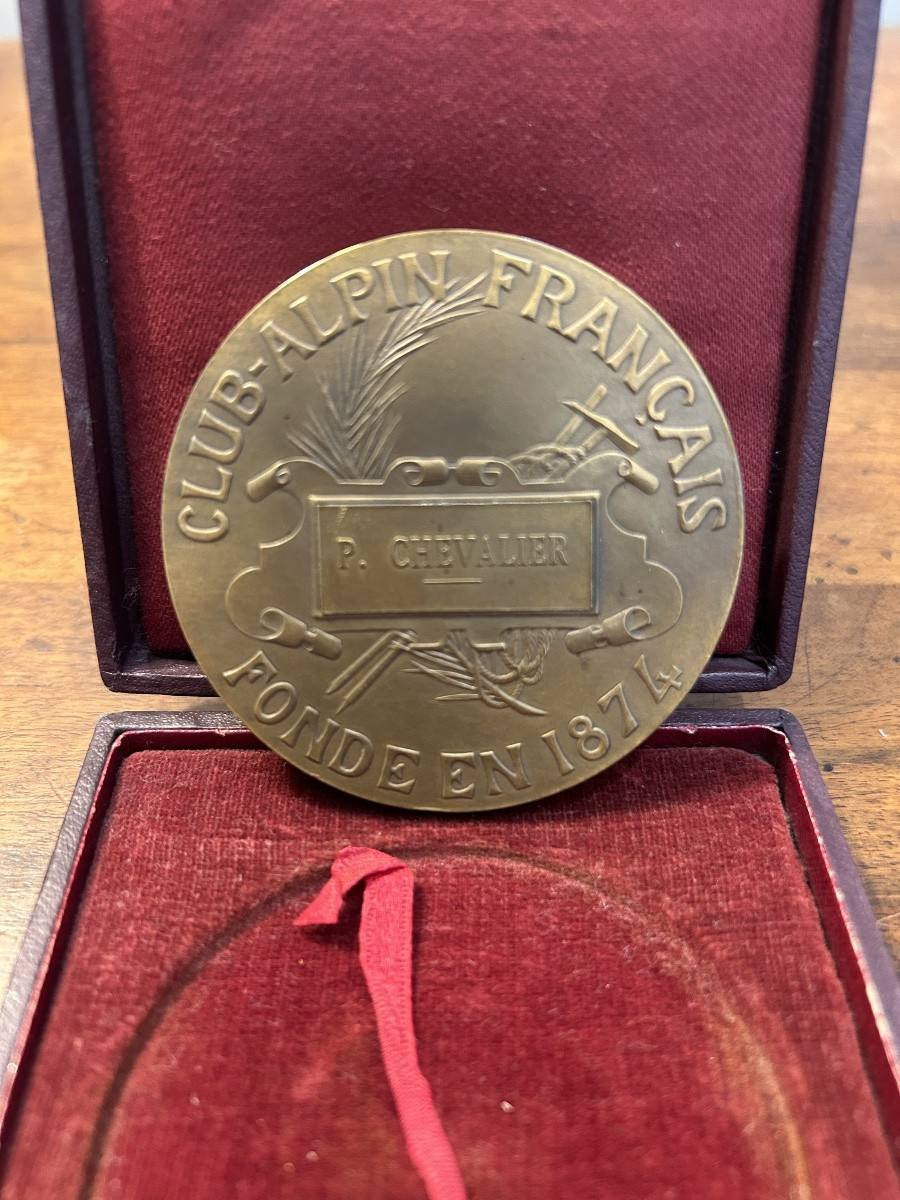 CLUB-ALPIN FRANÇAIS
P. CHEVALIER
FONDE EN 1874